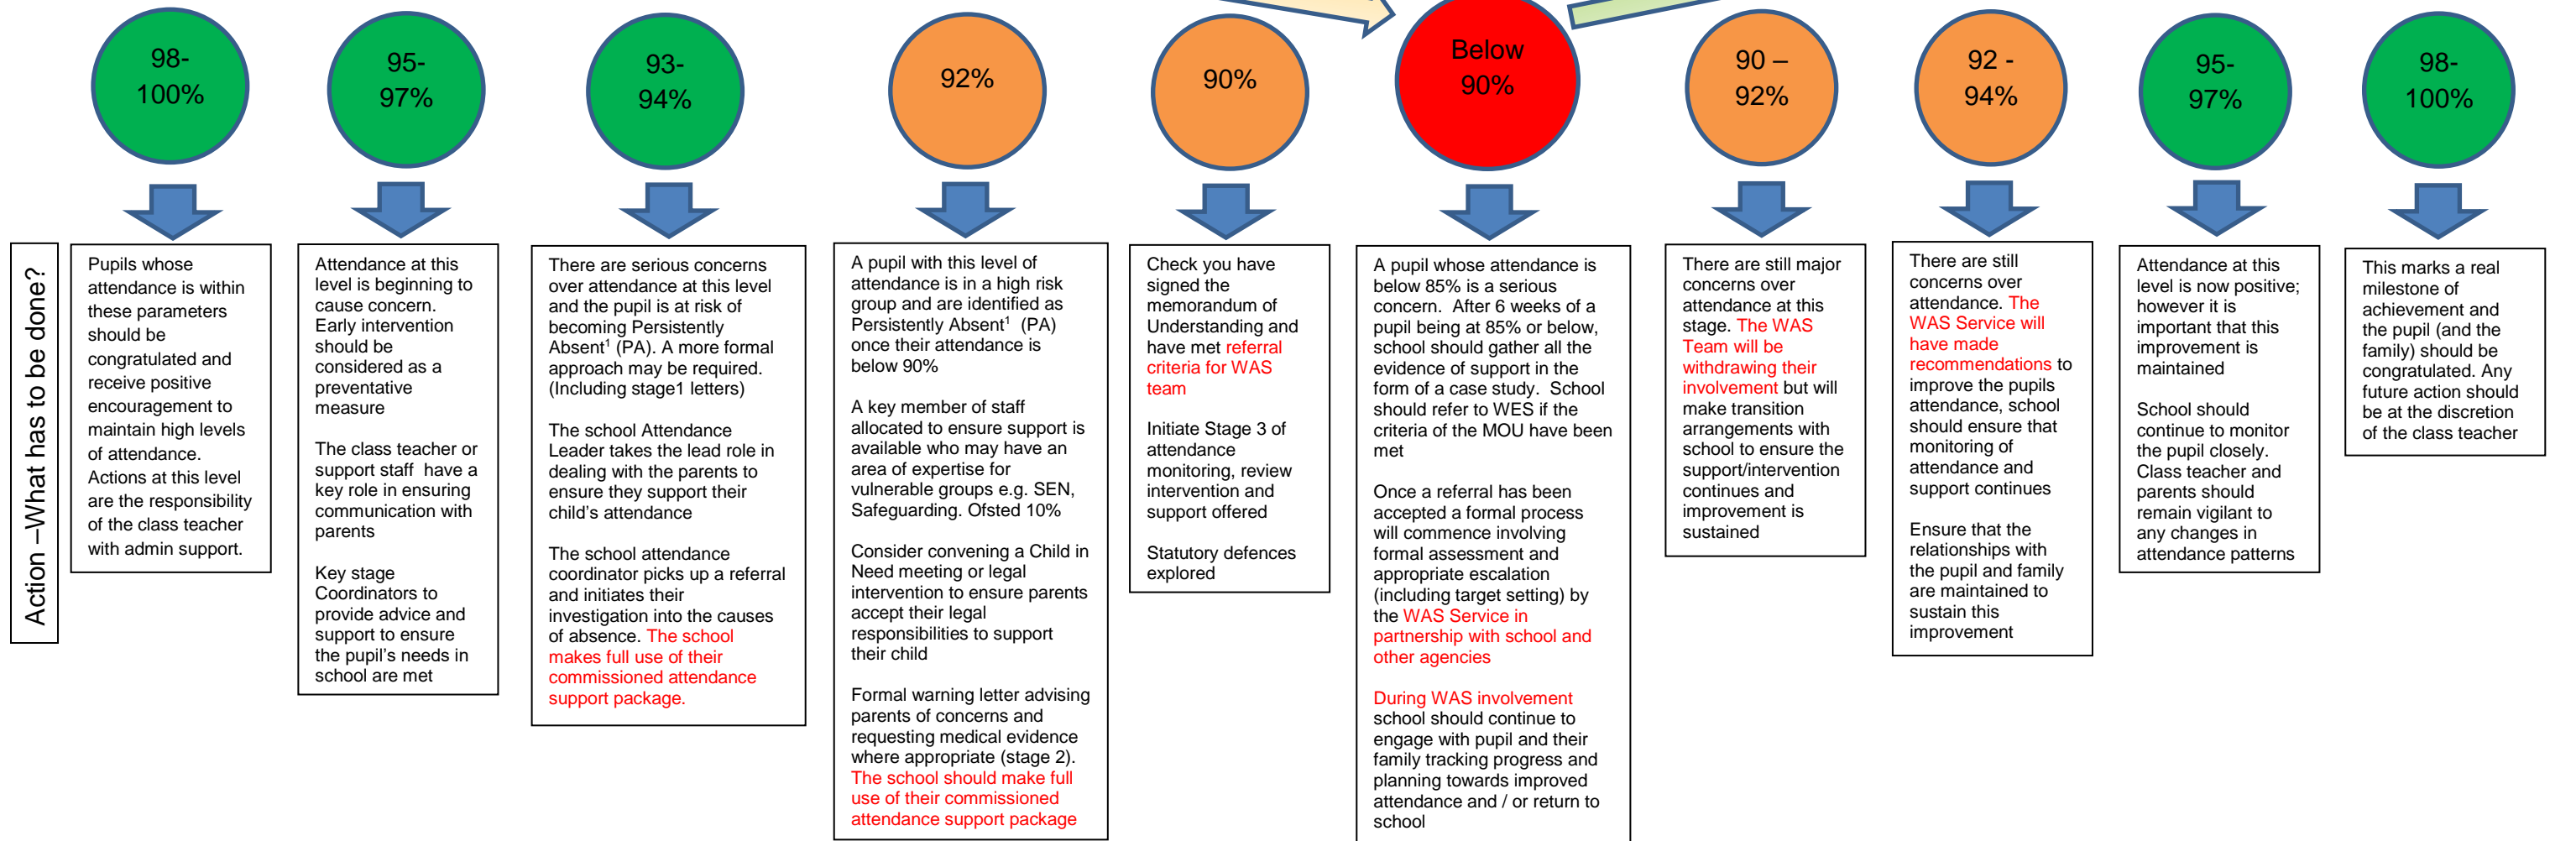 98-
100%
95-
97%
93-
94%
92%
90%
Below
90%
90 –
92%
92 -
94%
95-
97%
98-
100%
Action –What has to be done?
Pupils whose
attendance is within
these parameters
should be
congratulated and
receive positive
encouragement to
maintain high levels
of attendance.
Actions at this level
are the responsibility
of the class teacher
with admin support.
Attendance at this
level is beginning to
cause concern.
Early intervention
should be
considered as a
preventative
measure
The class teacher or
support staff have a
key role in ensuring
communication with
parents
Key stage
Coordinators to
provide advice and
support to ensure
the pupil's needs in
school are met
There are serious concerns
over attendance at this level
and the pupil is at risk of
becoming Persistently
Absent¹ (PA). A more formal
approach may be required.
(Including stage1 letters)
The school Attendance
Leader takes the lead role in
dealing with the parents to
ensure they support their
child's attendance
The school attendance
coordinator picks up a referral
and initiates their
investigation into the causes
of absence. The school
makes full use of their
commissioned attendance
support package.
A pupil with this level of
attendance is in a high risk
group and are identified as
Persistently Absent¹ (PA)
once their attendance is
below 90%
A key member of staff
allocated to ensure support is
available who may have an
area of expertise for
vulnerable groups e.g. SEN,
Safeguarding. Ofsted 10%
Consider convening a Child in
Need meeting or legal
intervention to ensure parents
accept their legal
responsibilities to support
their child
Formal warning letter advising
parents of concerns and
requesting medical evidence
where appropriate (stage 2).
The school should make full
use of their commissioned
attendance support package
Check you have
signed the
memorandum of
Understanding and
have met referral
criteria for WAS
team
Initiate Stage 3 of
attendance
monitoring, review
intervention and
support offered
Statutory defences
explored
A pupil whose attendance is
below 85% is a serious
concern. After 6 weeks of a
pupil being at 85% or below,
school should gather all the
evidence of support in the
form of a case study. School
should refer to WES if the
criteria of the MOU have been
met
Once a referral has been
accepted a formal process
will commence involving
formal assessment and
appropriate escalation
(including target setting) by
the WAS Service in
partnership with school and
other agencies
During WAS involvement
school should continue to
engage with pupil and their
family tracking progress and
planning towards improved
attendance and / or return to
school
There are still major
concerns over
attendance at this
stage. The WAS
Team will be
withdrawing their
involvement but will
make transition
arrangements with
school to ensure the
support/intervention
continues and
improvement is
sustained
There are still
concerns over
attendance. The
WAS Service will
have made
recommendations to
improve the pupils
attendance, school
should ensure that
monitoring of
attendance and
support continues
Ensure that the
relationships with
the pupil and family
are maintained to
sustain this
improvement
Attendance at this
level is now positive;
however it is
important that this
improvement is
maintained
School should
continue to monitor
the pupil closely.
Class teacher and
parents should
remain vigilant to
any changes in
attendance patterns
This marks a real
milestone of
achievement and
the pupil (and the
family) should be
congratulated. Any
future action should
be at the discretion
of the class teacher